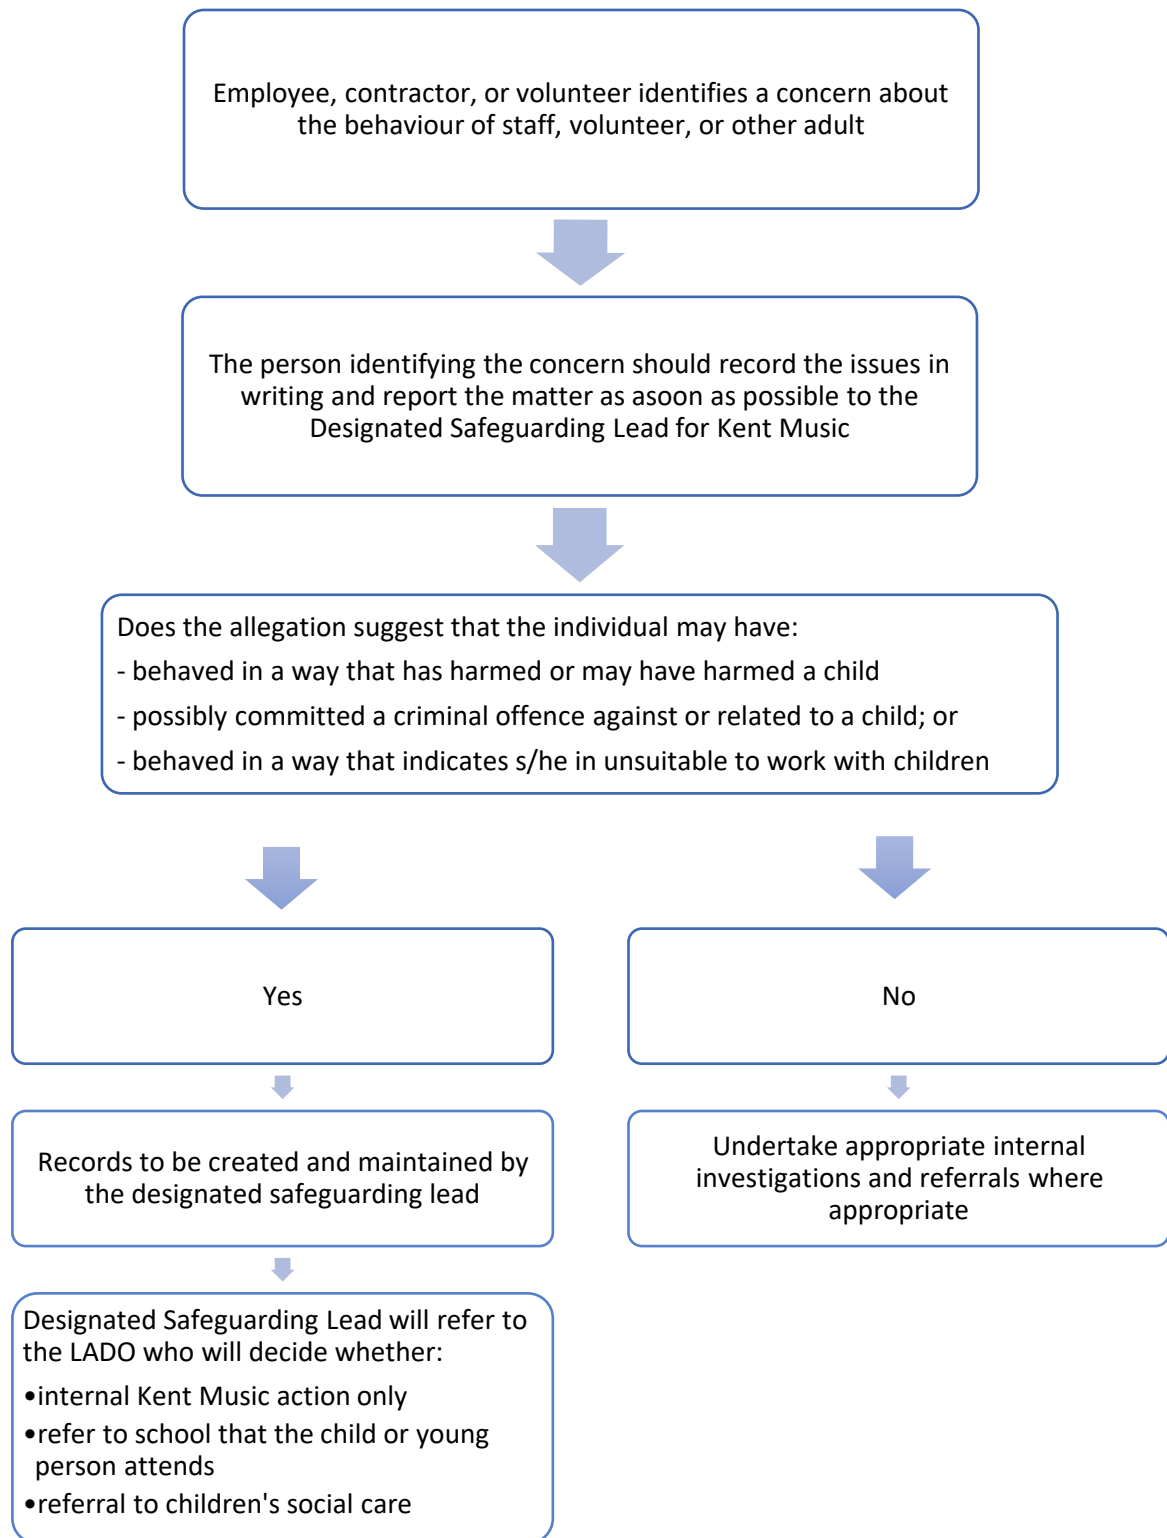 Employee, contractor, or volunteer identifies a concern about
the behaviour of staff, volunteer, or other adult
The person identifying the concern should record the issues in
writing and report the matter as asoon as possible to the
Designated Safeguarding Lead for Kent Music
Does the allegation suggest that the individual may have:
- behaved in a way that has harmed or may have harmed a child
- possibly committed a criminal offence against or related to a child; or
- behaved in a way that indicates s/he in unsuitable to work with children
Yes
No
Records to be created and maintained by
the designated safeguarding lead
Undertake appropriate internal
investigations and referrals where
appropriate
Designated Safeguarding Lead will refer to
the LADO who will decide whether:
•internal Kent Music action only
•refer to school that the child or young
person attends
•referral to children's social care